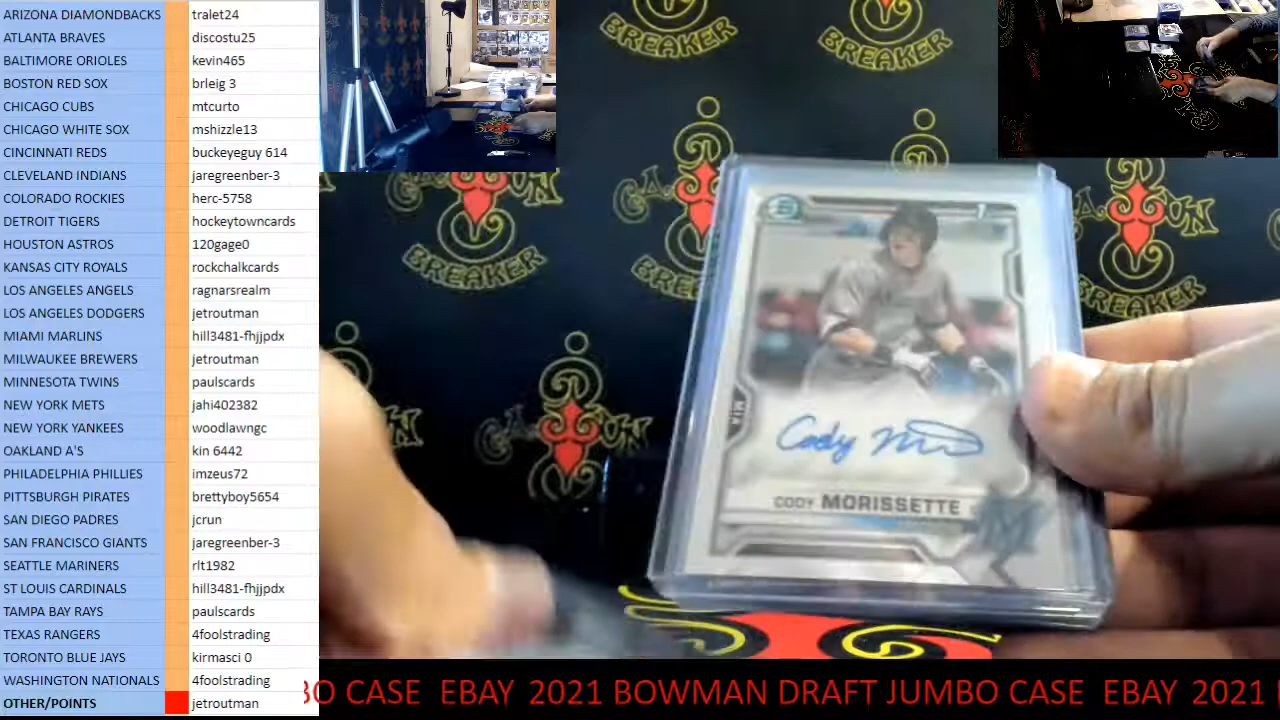 ARIZONA DIAMONDBACKS tralet24
ATLANTA BRAVES discostu25
BALTIMORE ORIOLES kevin465
BOSTON RED SOX brleig 3
CHICAGO CUBS mtcurto
CHICAGO WHITE SOX mshizzle13
CINCINNATI REDS buckeyeguy 614
CLEVELAND INDIANS jaregreenber-3
COLORADO ROCKIES herc-5758
DETROIT TIGERS hockeytowncards
HOUSTON ASTROS 120gage0
KANSAS CITY ROYALS rockchalkcards
LOS ANGELES ANGELS ragnarsrealm
LOS ANGELES DODGERS jetroutman
MIAMI MARLINS hill3481-fhjjpdx
MILWAUKEE BREWERS jetroutman
MINNESOTA TWINS paulscards
NEW YORK METS jahi402382
NEW YORK YANKEES woodlawngc
OAKLAND A'S kin 6442
PHILADELPHIA PHILLIES imzeus72
PITTSBURGH PIRATES brettyboy5654
SAN DIEGO PADRES jcrun
SAN FRANCISCO GIANTS jaregreenber-3
SEATTLE MARINERS rlt1982
ST LOUIS CARDINALS hill3481-fhjjpdx
TAMPA BAY RAYS paulscards
TEXAS RANGERS 4foolstrading
TORONTO BLUE JAYS kirmasci 0
WASHINGTON NATIONALS 4foolstrading
OTHER POINTS jetroutman
BREAKER
BREAKER
BREAKER
BREAKER
BREAKER
Cody
CODY MORISSETTE
BO CASE EBAY 2021 BOWMAN DRAFT JUMBO CASE EBAY 2021